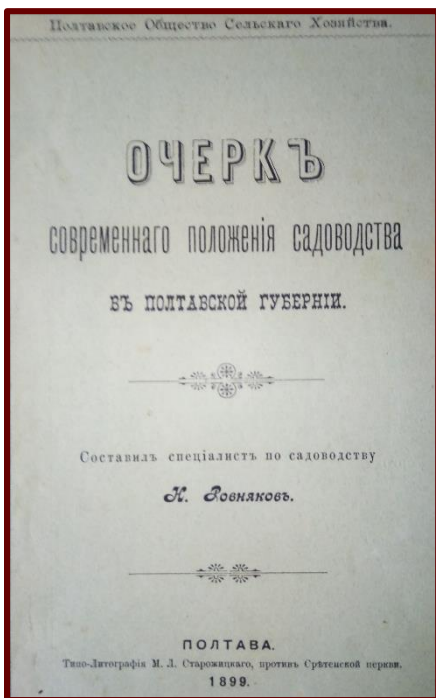 Полтавское Общество Сельскаго Хозяйства.
ОЧЕРКЪ
современнаго положенія садоводства
ВЪ ПОЛТАВСКОЙ ГУБЕРНІИ.
Составилъ спеціалистъ по садоводству
Н. Ровняковъ.
ПОЛТАВА.
Типо-Литографія М. Л. Старожицкаго, противъ Срѣтенской церкви.
1899.